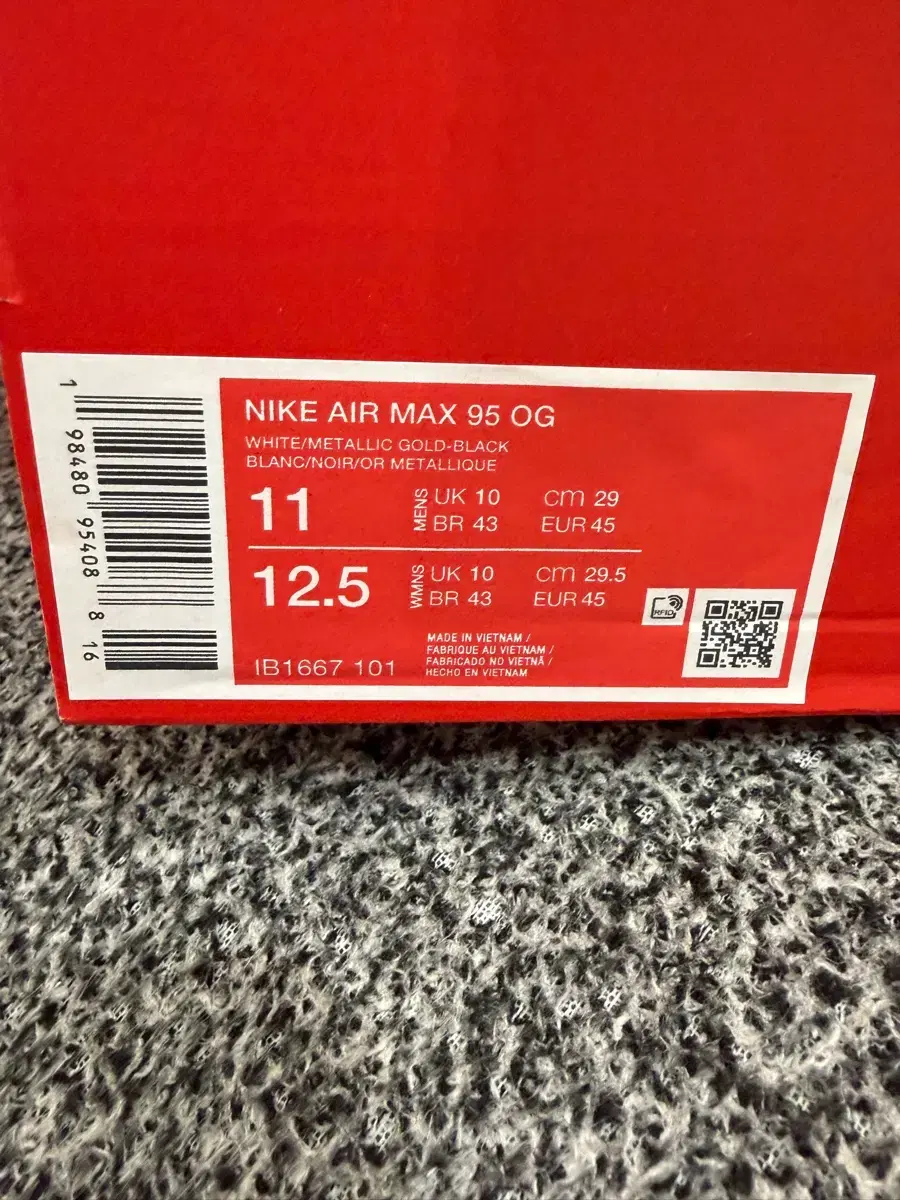 NIKE AIR MAX 95 OG
WHITE/METALLIC GOLD-BLACK
BLANC/NOIR/OR METALLIQUE
11 MENS UK 10 cm 29
BR 43 EUR 45
12.5 WMNS UK 10 cm 29.5
BR 43 EUR 45
RFID
IB1667 101
MADE IN VIETNAM /
FABRIQUE AU VIETNAM /
FABRICADO NO VIETNÃ /
HECHO EN VIETNAM
1 98480 95408 8 16